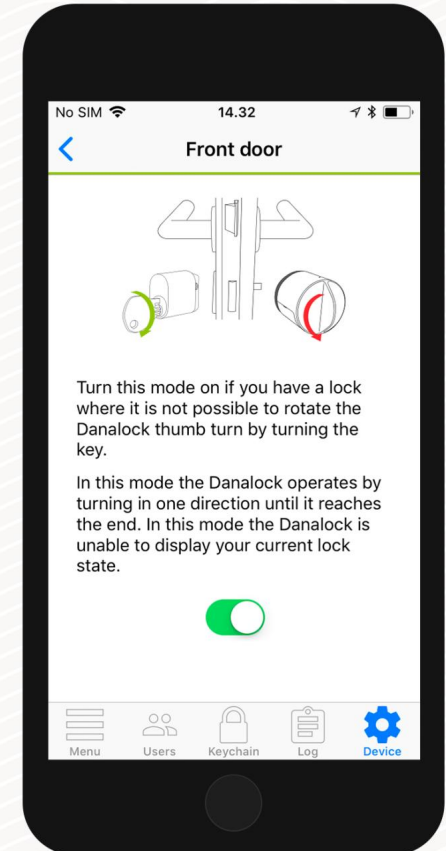 No SIM 14.32
Front door
Turn this mode on if you have a lock
where it is not possible to rotate the
Danalock thumb turn by turning the
key.
In this mode the Danalock operates by
turning in one direction until it reaches
the end. In this mode the Danalock is
unable to display your current lock
state.
Menu Users Keychain Log Device